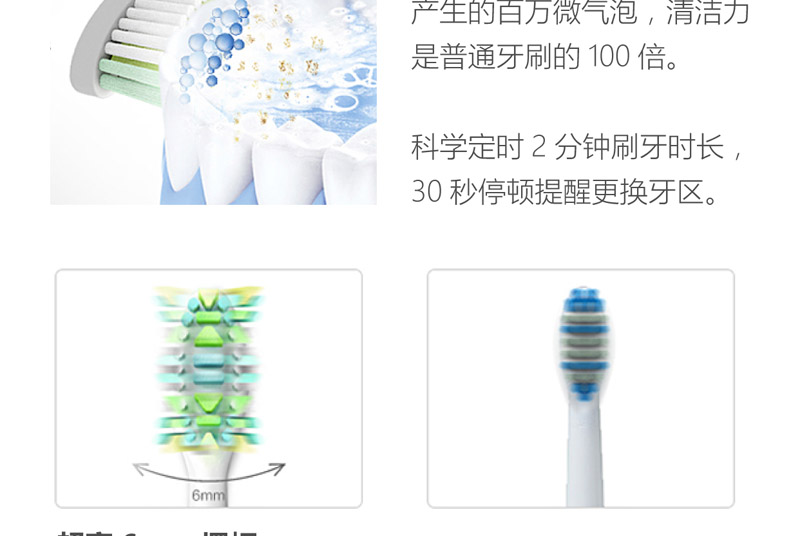 产生的百万微气泡，清洁力
是普通牙刷的 100 倍。
科学定时 2 分钟刷牙时长，
30 秒停顿提醒更换牙区。
6mm